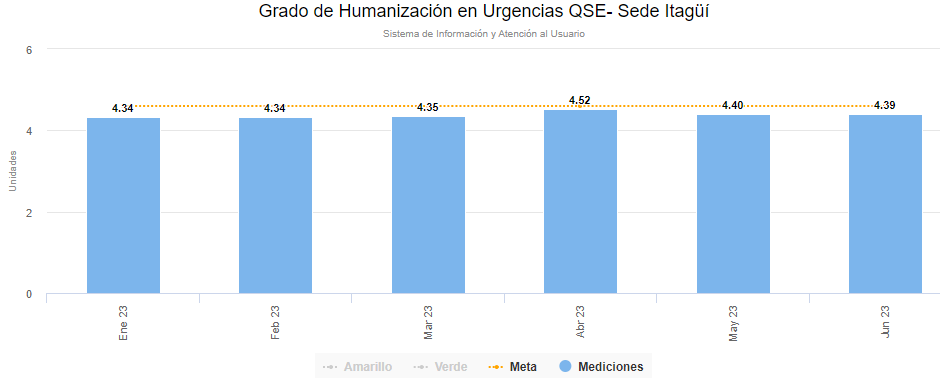 Grado de Humanización en Urgencias QSE- Sede Itagüí
Sistema de Información y Atención al Usuario
Unidades
6
4
2
0
4.34
4.34
4.35
4.52
4.40
4.39
Ene 23
Feb 23
Mar 23
Abr 23
May 23
Jun 23
Amarillo Verde Meta Mediciones